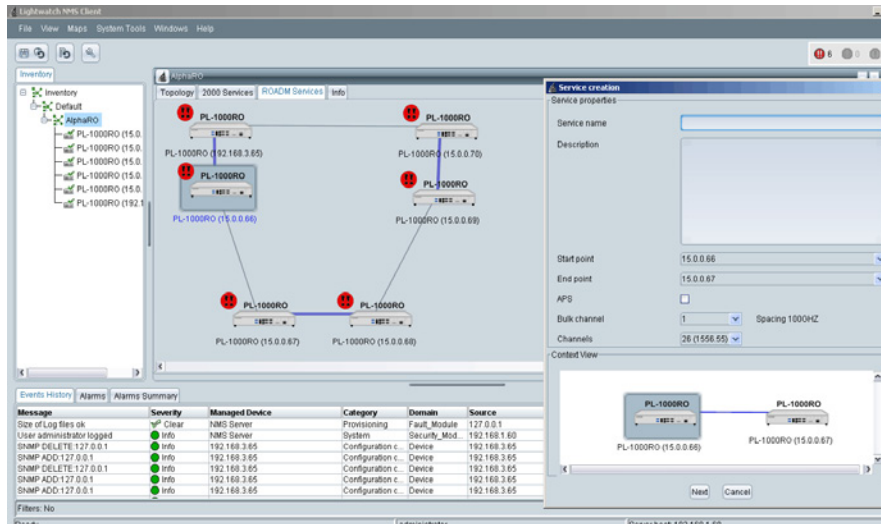 Lightwatch NMS Client
File View Maps System Tools Windows Help
6 0
Inventory
Inventory
Default
AlphaRO
PL-1000RO (15.0.
PL-1000RO (15.0.
PL-1000RO (15.0.
PL-1000RO (15.0.
PL-1000RO (15.0.
PL-1000RO (192.1
AlphaRO
Topology 2000 Services ROADM Services Info
PL-1000RO
PL-1000RO (192.168.3.65)
PL-1000RO
PL-1000RO (15.0.0.70)
PL-1000RO
PL-1000RO (15.0.0.66)
PL-1000RO
PL-1000RO (15.0.0.69)
PL-1000RO
PL-1000RO (15.0.0.67)
PL-1000RO
PL-1000RO (15.0.0.68)
Service creation
Service properties
Service name
Description
Start point 15.0.0.66
End point 15.0.0.67
APS
Bulk channel 1 Spacing 100GHZ
Channels 26 (1556.55)
Context View
PL-1000RO
PL-1000RO (15.0.0.66)
PL-1000RO
PL-1000RO (15.0.0.67)
Next Cancel
Events History Alarms Alarms Summary
Message Severity Managed Device Category Domain Source
Size of Log files ok Clear NMS Server Provisioning Fault_Module 127.0.0.1
User administrator logged Info NMS Server System Security_Mod... 192.168.1.60
SNMP DELETE:127.0.0.1 Info 192.168.3.65 Configuration c... Device 192.168.3.65
SNMP ADD:127.0.0.1 Info 192.168.3.65 Configuration c... Device 192.168.3.65
SNMP DELETE:127.0.0.1 Info 192.168.3.65 Configuration c... Device 192.168.3.65
SNMP ADD:127.0.0.1 Info 192.168.3.65 Configuration c... Device 192.168.3.65
SNMP ADD:127.0.0.1 Info 192.168.3.65 Configuration c... Device 192.168.3.65
Filters: No